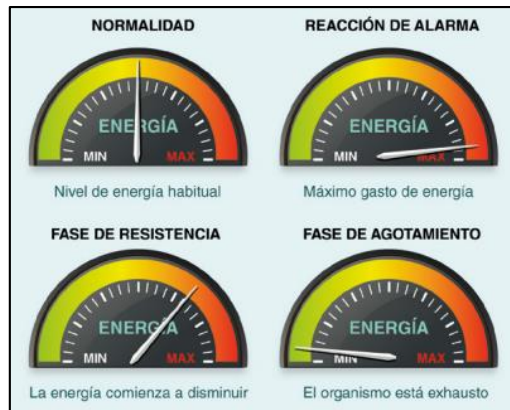 NORMALIDAD
ENERGÍA
MIN MAX
Nivel de energía habitual
REACCIÓN DE ALARMA
ENERGÍA
MIN MAX
Máximo gasto de energía
FASE DE RESISTENCIA
ENERGÍA
MIN MAX
La energía comienza a disminuir
FASE DE AGOTAMIENTO
ENERGÍA
MIN MAX
El organismo está exhausto